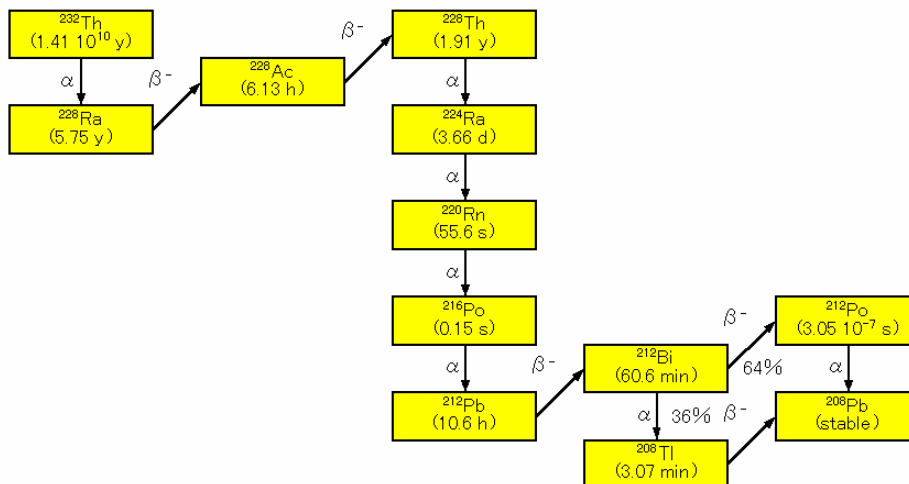 ²³²Th
(1.41 10¹⁰ y)
α
β⁻
²²⁸Ra
(5.75 y)
²²⁸Ac
(6.13 h)
β⁻
²²⁸Th
(1.91 y)
α
²²⁴Ra
(3.66 d)
α
²²⁰Rn
(55.6 s)
α
²¹⁶Po
(0.15 s)
α
²¹²Pb
(10.6 h)
β⁻
²¹²Bi
(60.6 min)
β⁻
64%
²¹²Po
(3.05 10⁻⁷ s)
α
α
36%
²⁰⁸Tl
(3.07 min)
β⁻
²⁰⁸Pb
(stable)